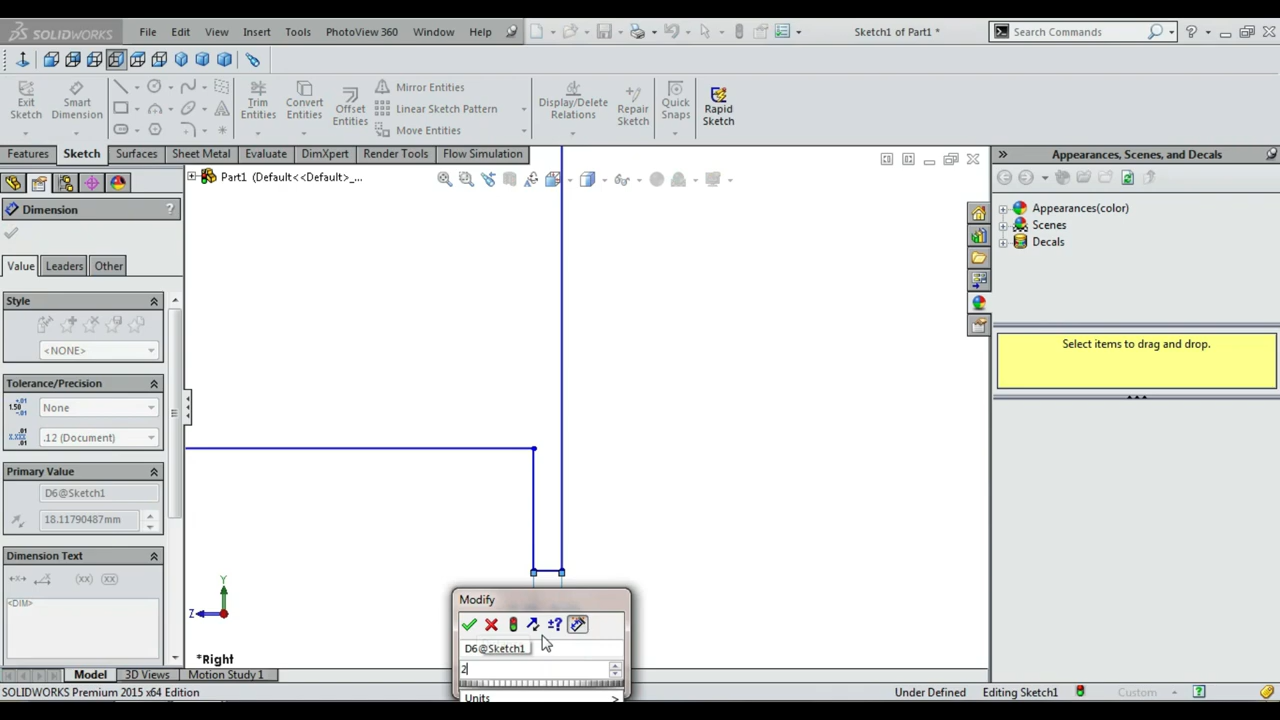 SOLIDWORKS File Edit View Insert Tools PhotoView 360 Window Help Sketch1 of Part1 * Search Commands
Exit Sketch
Smart Dimension
Trim Entities
Convert Entities
Offset Entities
Mirror Entities
Linear Sketch Pattern
Move Entities
Display/Delete Relations
Repair Sketch
Quick Snaps
Rapid Sketch
Features Sketch Surfaces Sheet Metal Evaluate DimXpert Render Tools Flow Simulation
Appearances, Scenes, and Decals
Part1 (Default<<Default>_...
Dimension ?
Appearances(color)
Scenes
Decals
Value Leaders Other
Style
<NONE>
Tolerance/Precision
None
.12 (Document)
Primary Value
D6@Sketch1
18.11790487mm
Dimension Text
<DIM>
Select items to drag and drop.
Y
Z
*Right
Modify
D6@Sketch1
2
Units
Model 3D Views Motion Study 1
SOLIDWORKS Premium 2015 x64 Edition Under Defined Editing Sketch1 Custom